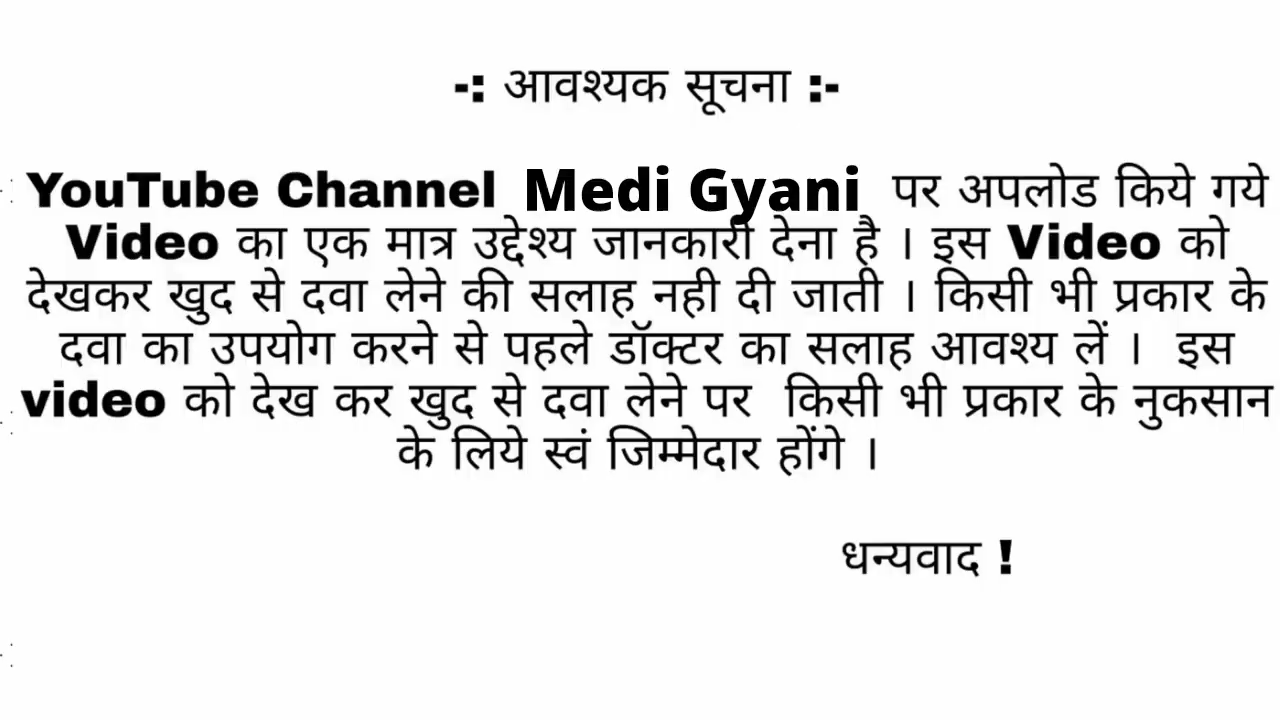 -: आवश्यक सूचना :-
YouTube Channel Medi Gyani पर अपलोड किये गये
Video का एक मात्र उद्देश्य जानकारी देना है । इस Video को
देखकर खुद से दवा लेने की सलाह नही दी जाती । किसी भी प्रकार के
दवा का उपयोग करने से पहले डॉक्टर का सलाह आवश्य लें । इस
video को देख कर खुद से दवा लेने पर किसी भी प्रकार के नुकसान
के लिये स्वं जिम्मेदार होंगे ।
धन्यवाद !